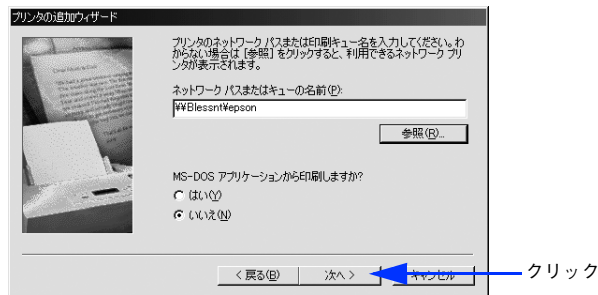 プリンタの追加ウィザード
プリンタのネットワーク パスまたは印刷キュー名を入力してください。わ
からない場合は [参照] をクリックすると、利用できるネットワーク プリ
ンタが表示されます。
ネットワーク パスまたはキューの名前(P):
¥¥Blessnt¥epson
参照(R)...
MS-DOS アプリケーションから印刷しますか?
はい(Y)
いいえ(N)
< 戻る(B)
次へ >
キャンセル
クリック